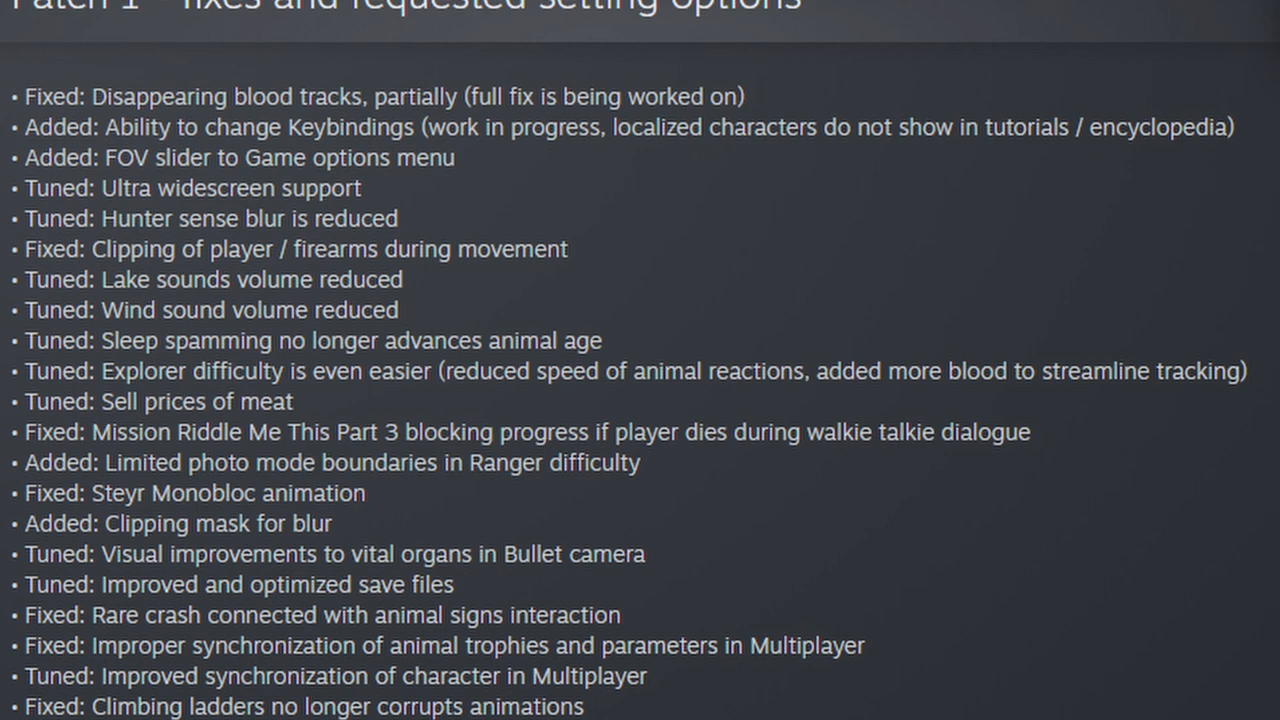 Patch 1 - fixes and requested setting options
• Fixed: Disappearing blood tracks, partially (full fix is being worked on)
• Added: Ability to change Keybindings (work in progress, localized characters do not show in tutorials / encyclopedia)
• Added: FOV slider to Game options menu
• Tuned: Ultra widescreen support
• Tuned: Hunter sense blur is reduced
• Fixed: Clipping of player / firearms during movement
• Tuned: Lake sounds volume reduced
• Tuned: Wind sound volume reduced
• Tuned: Sleep spamming no longer advances animal age
• Tuned: Explorer difficulty is even easier (reduced speed of animal reactions, added more blood to streamline tracking)
• Tuned: Sell prices of meat
• Fixed: Mission Riddle Me This Part 3 blocking progress if player dies during walkie talkie dialogue
• Added: Limited photo mode boundaries in Ranger difficulty
• Fixed: Steyr Monobloc animation
• Added: Clipping mask for blur
• Tuned: Visual improvements to vital organs in Bullet camera
• Tuned: Improved and optimized save files
• Fixed: Rare crash connected with animal signs interaction
• Fixed: Improper synchronization of animal trophies and parameters in Multiplayer
• Tuned: Improved synchronization of character in Multiplayer
• Fixed: Climbing ladders no longer corrupts animations